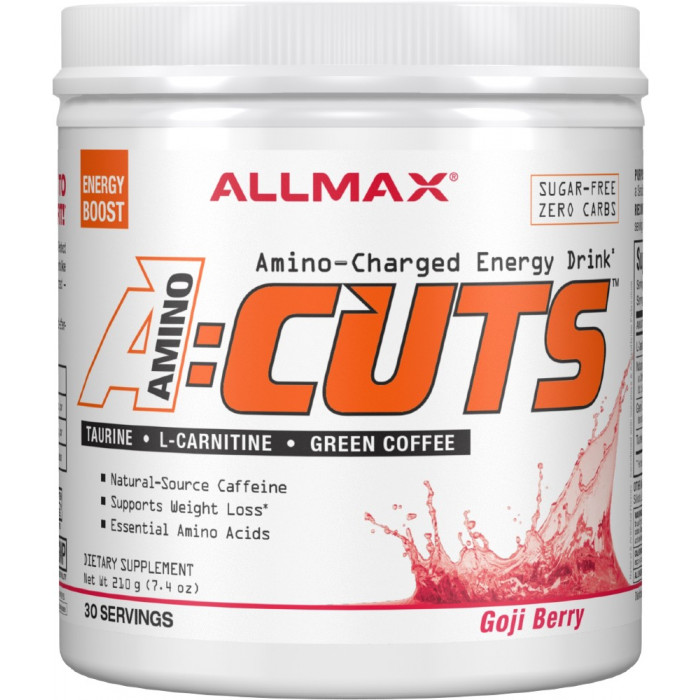 ENERGY
BOOST
ALLMAX®
SUGAR-FREE
ZERO CARBS
Amino-Charged Energy Drink*
A:CUTS™
AMINO
TAURINE • L-CARNITINE • GREEN COFFEE
▪ Natural-Source Caffeine
▪ Supports Weight Loss*
▪ Essential Amino Acids
DIETARY SUPPLEMENT
Net Wt 210 g (7.4 oz)
30 SERVINGS
Goji Berry